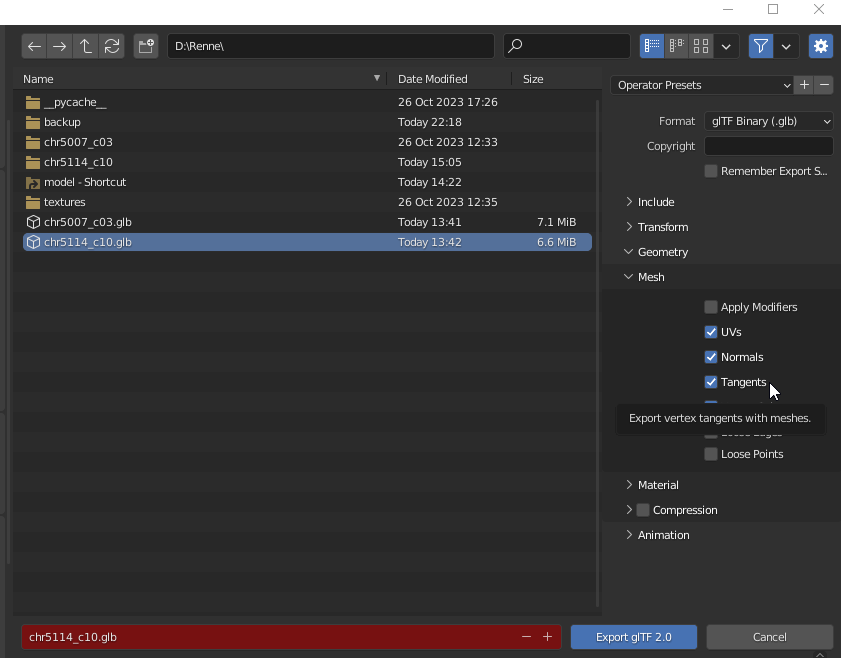 D:\Renne\
Name Date Modified Size
__pycache__ 26 Oct 2023 17:26
backup Today 22:18
chr5007_c03 26 Oct 2023 12:33
chr5114_c10 Today 15:05
model - Shortcut Today 14:22
textures 26 Oct 2023 12:35
chr5007_c03.glb Today 13:41 7.1 MiB
chr5114_c10.glb Today 13:42 6.6 MiB
Operator Presets
Format glTF Binary (.glb)
Copyright
Remember Export S...
Include
Transform
Geometry
Mesh
Apply Modifiers
UVs
Normals
Tangents
Export vertex tangents with meshes.
Loose Edges
Loose Points
Material
Compression
Animation
chr5114_c10.glb
Export glTF 2.0
Cancel